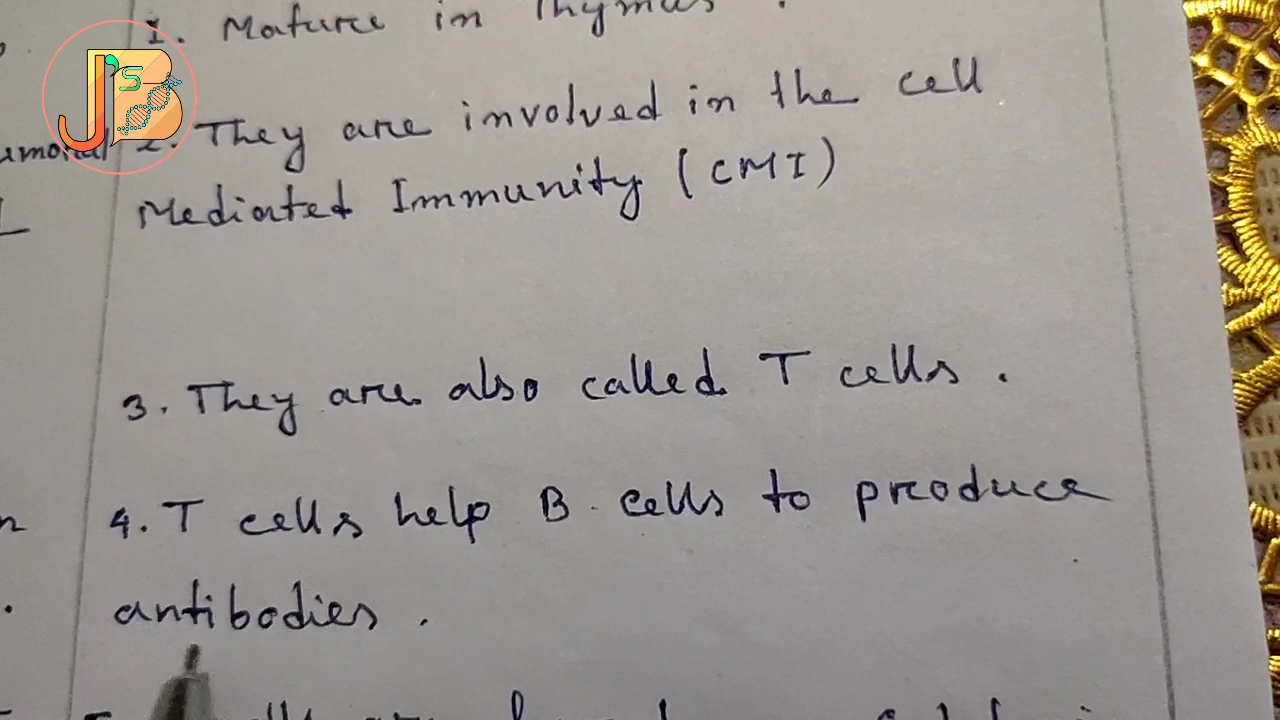 1. Mature in Thymus.
J's B
umoral 2. They are involved in the cell
Mediated Immunity (CMI)
3. They are also called T cells.
4. T cells help B cells to produce
antibodies.